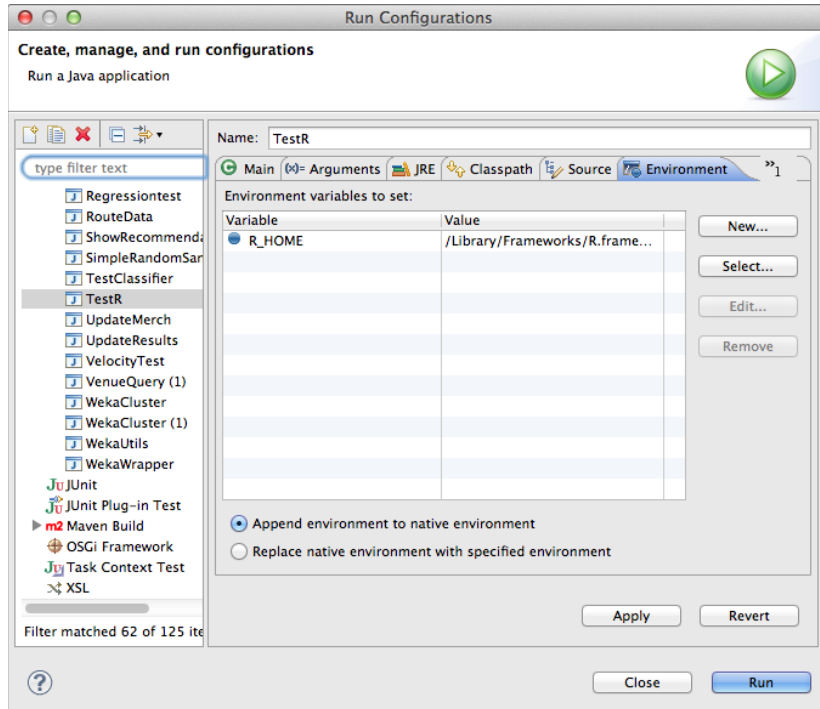 Run Configurations
Create, manage, and run configurations
Run a Java application
Name: TestR
type filter text
Main (x)= Arguments JRE Classpath Source Environment »1
Environment variables to set:
Variable Value
R_HOME /Library/Frameworks/R.frame...
New...
Select...
Edit...
Remove
J Regressiontest
J RouteData
J ShowRecommenda
J SimpleRandomSar
J TestClassifier
J TestR
J UpdateMerch
J UpdateResults
J VelocityTest
J VenueQuery (1)
J WekaCluster
J WekaCluster (1)
J WekaUtils
J WekaWrapper
JU JUnit
JU JUnit Plug-in Test
m2 Maven Build
OSGi Framework
JU Task Context Test
XSL
Filter matched 62 of 125 ite
Append environment to native environment
Replace native environment with specified environment
Apply Revert
? Close Run